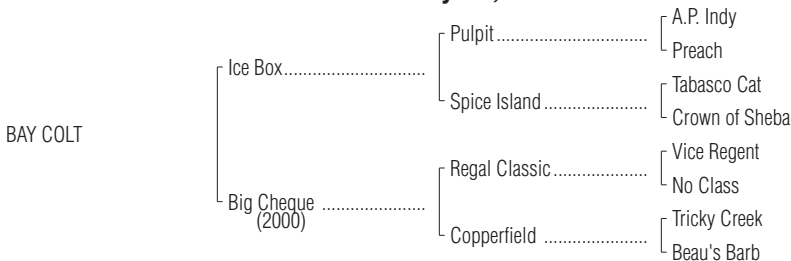 A.P. Indy
Pulpit
Preach
Ice Box
Tabasco Cat
Spice Island
Crown of Sheba
BAY COLT
Vice Regent
Regal Classic
No Class
Big Cheque
(2000)
Tricky Creek
Copperfield
Beau's Barb